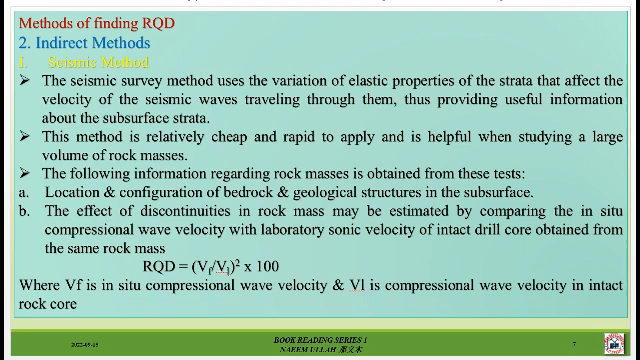 Methods of finding RQD
2. Indirect Methods
I. Seismic Method
➢ The seismic survey method uses the variation of elastic properties of the strata that affect the
velocity of the seismic waves traveling through them, thus providing useful information
about the subsurface strata.
➢ This method is relatively cheap and rapid to apply and is helpful when studying a large
volume of rock masses.
➢ The following information regarding rock masses is obtained from these tests:
a. Location & configuration of bedrock & geological structures in the subsurface.
b. The effect of discontinuities in rock mass may be estimated by comparing the in situ
compressional wave velocity with laboratory sonic velocity of intact drill core obtained from
the same rock mass
RQD = (Vf/Vl)² x 100
Where Vf is in situ compressional wave velocity & Vl is compressional wave velocity in intact
rock core
BOOK READING SERIES 1
NAEEM ULLAH
7